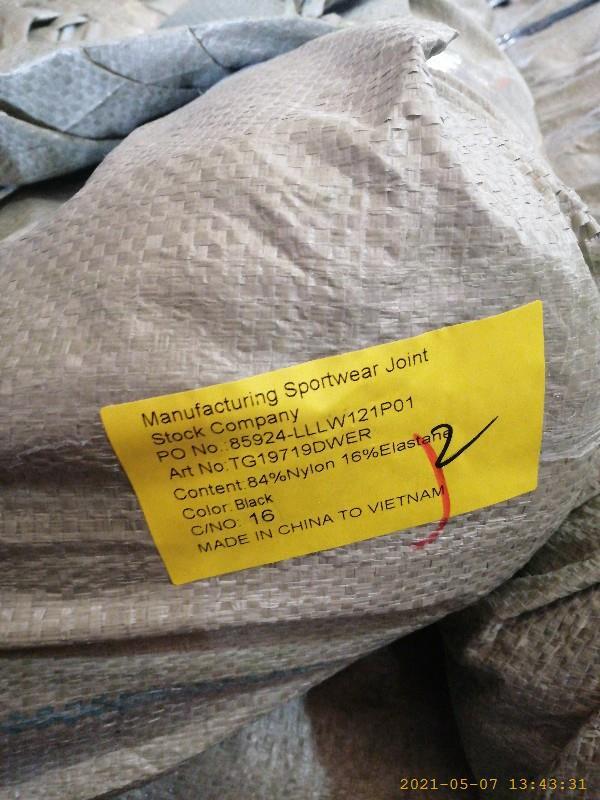 Manufacturing Sportwear Joint
Stock Company
PO No.:85924-LLLW121P01
Art No:TG19719DWER
Content:84%Nylon 16%Elastane
Color:Black
C/NO: 16
MADE IN CHINA TO VIETNAM
2
2021-05-07 13:43:31